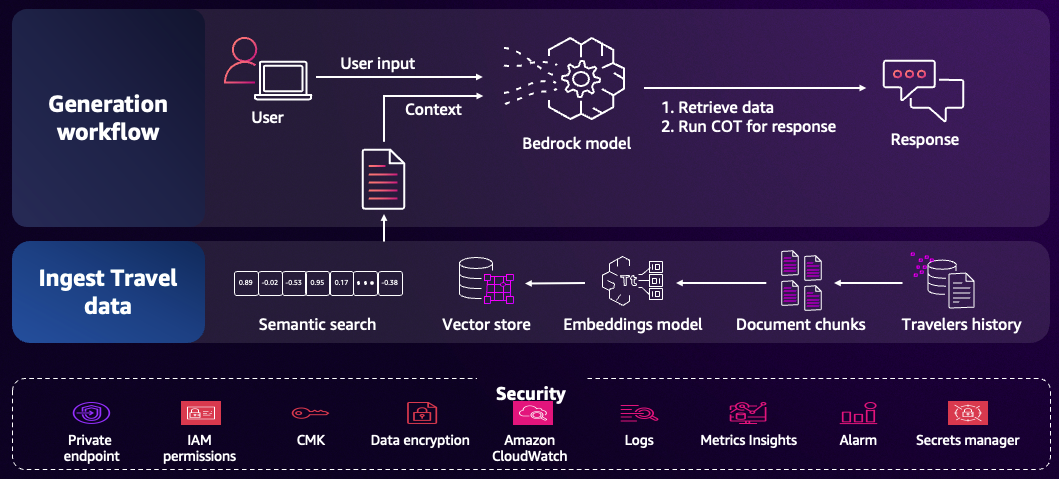 Generation
workflow
User
User input
Context
Bedrock model
1. Retrieve data
2. Run COT for response
Response
Ingest Travel
data
0.89 -0.02 -0.53 0.95 0.17 ••• -0.38
Semantic search
Vector store
Tt
Embeddings model
Document chunks
Travelers history
Security
Private
endpoint
IAM
permissions
CMK
Data encryption
Amazon
CloudWatch
Logs
Metrics Insights
Alarm
Secrets manager